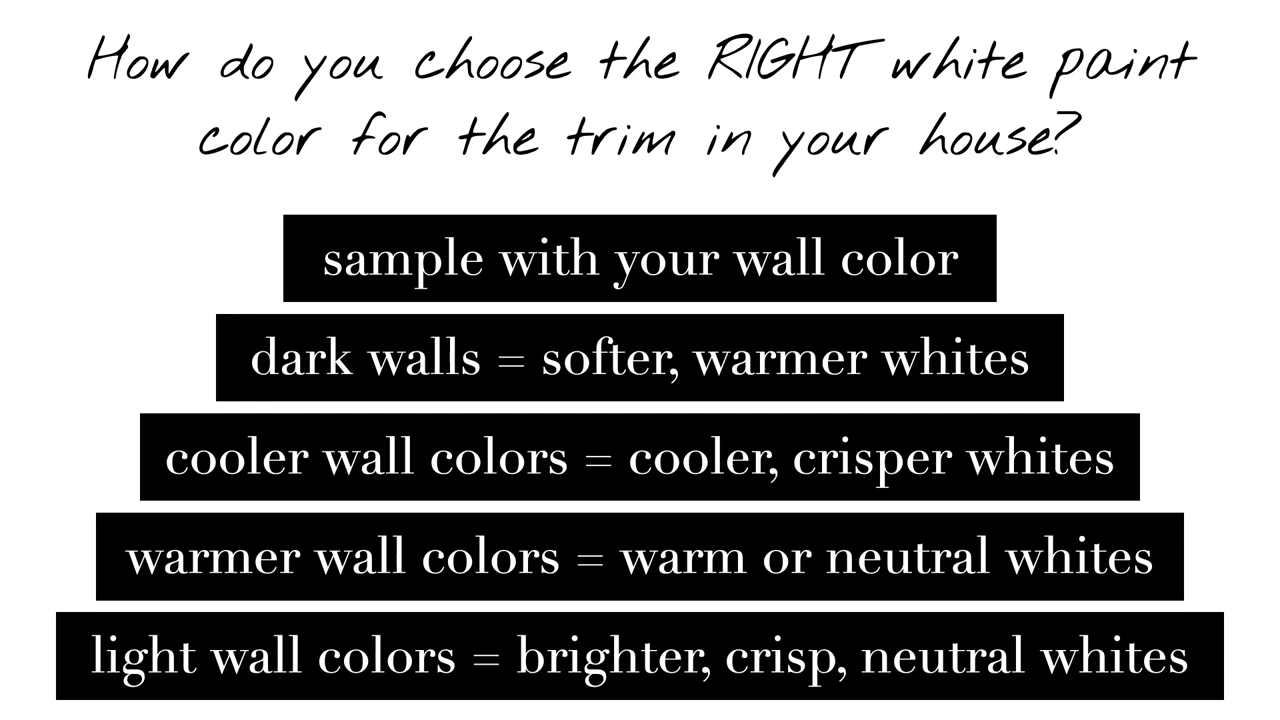 How do you choose the RIGHT white paint
color for the trim in your house?
sample with your wall color
dark walls = softer, warmer whites
cooler wall colors = cooler, crisper whites
warmer wall colors = warm or neutral whites
light wall colors = brighter, crisp, neutral whites